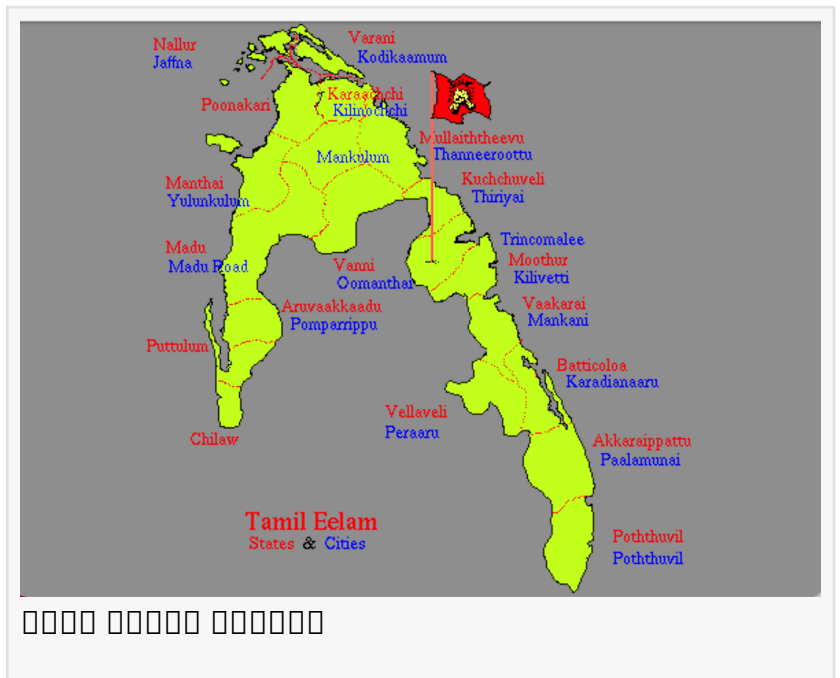 Nallur
Jaffna
Varani
Kodikaamum
Poonakari
Karaschchi
Kilinochchi
Mullaiththeevu
Thanneeroottu
Mankulum
Manthai
Yulunkulum
Kuchchuveli
Thiriyai
Madu
Madu Road
Trincomalee
Moothur
Kilivetti
Vanni
Oomanthai
Aruvaakkaadu
Pomparrippu
Vaakarai
Mankani
Puttulum
Batticoloa
Karadianaaru
Vellaveli
Peraaru
Chilaw
Akkaraippattu
Paalamunai
Tamil Eelam
States & Cities
Poththuvil
Poththuvil